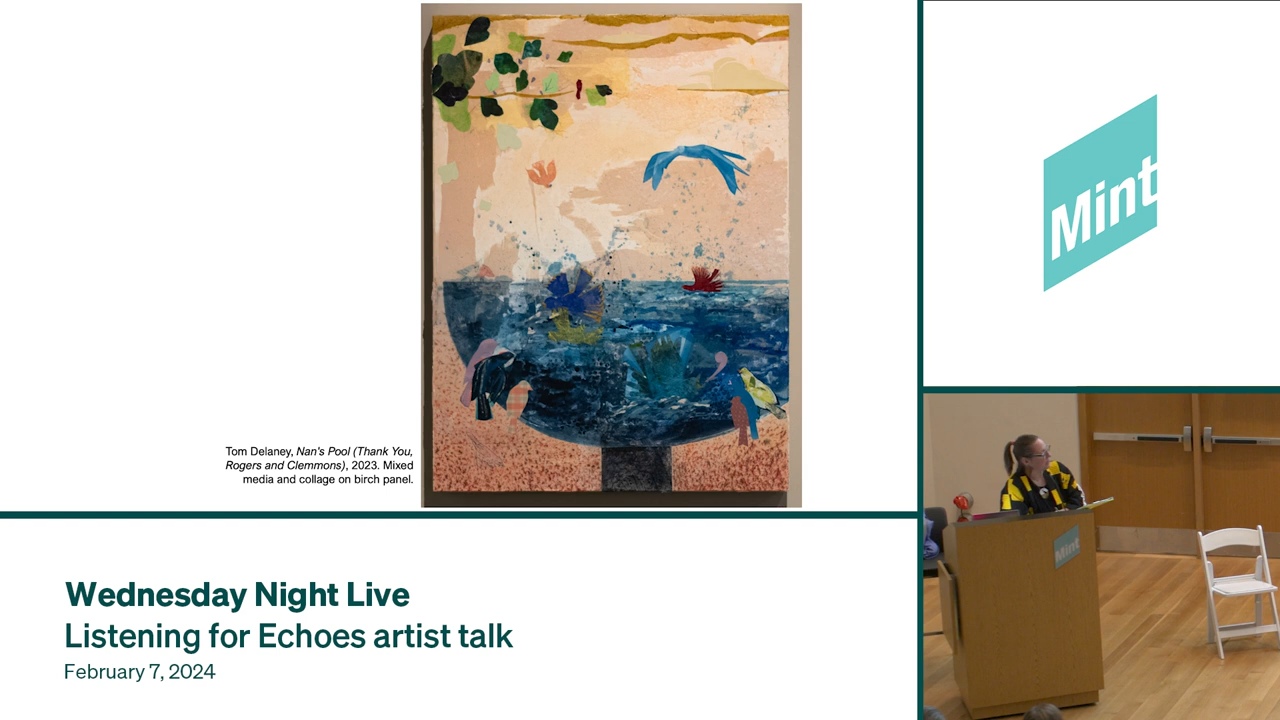 Mint
Tom Delaney, Nan's Pool (Thank You,
Rogers and Clemmons), 2023. Mixed
media and collage on birch panel.
Mint
Wednesday Night Live
Listening for Echoes artist talk
February 7, 2024